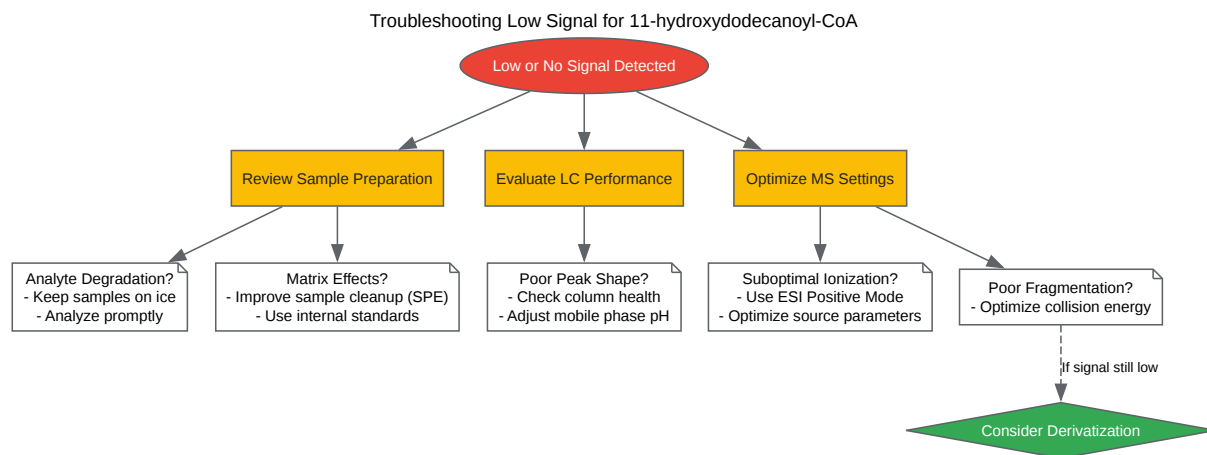 Troubleshooting Low Signal for 11-hydroxydodecanoyl-CoA
Low or No Signal Detected
Review Sample Preparation
Evaluate LC Performance
Optimize MS Settings
Analyte Degradation?
- Keep samples on ice
- Analyze promptly
Matrix Effects?
- Improve sample cleanup (SPE)
- Use internal standards
Poor Peak Shape?
- Check column health
- Adjust mobile phase pH
Suboptimal Ionization?
- Use ESI Positive Mode
- Optimize source parameters
Poor Fragmentation?
- Optimize collision energy
If signal still low
Consider Derivatization